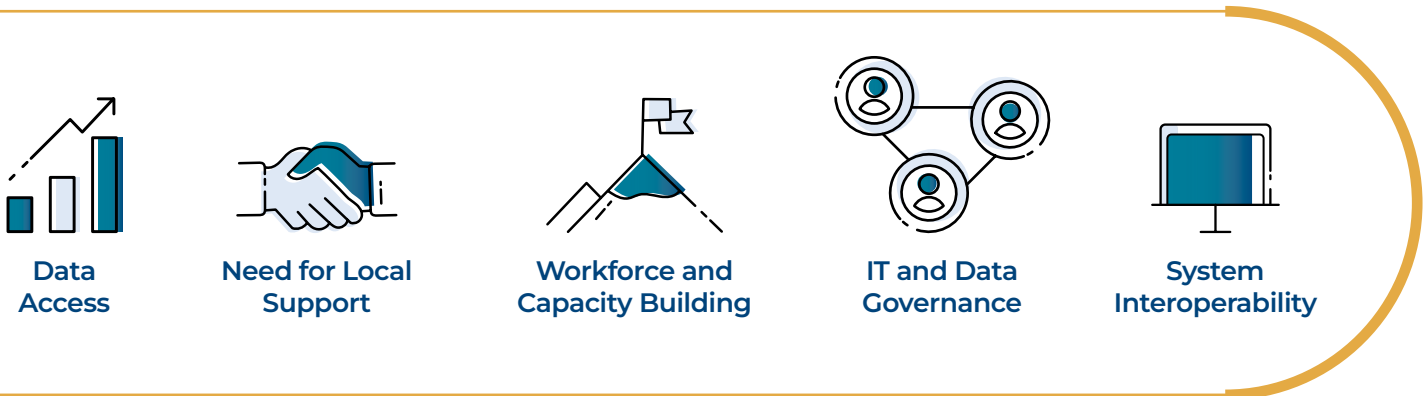 Data
Access
Need for Local
Support
Workforce and
Capacity Building
IT and Data
Governance
System
Interoperability